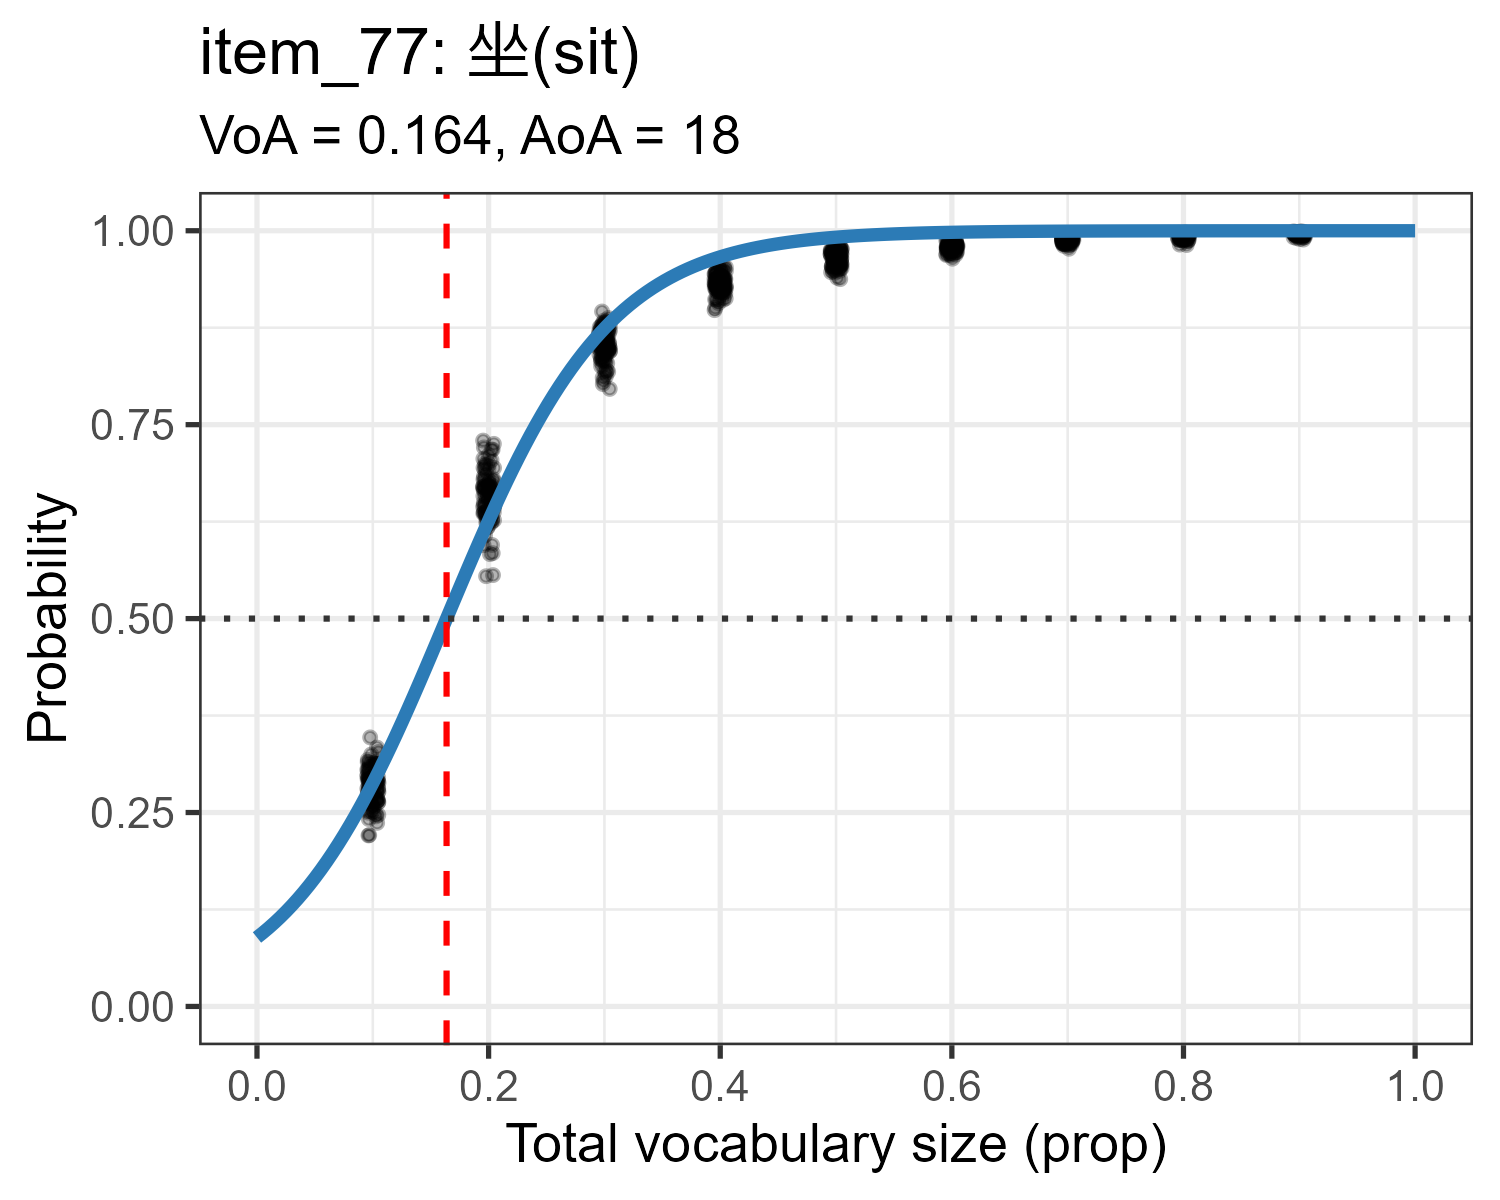 item_77: 坐(sit)
VoA = 0.164, AoA = 18
1.00
0.75
0.50
0.25
0.00
Probability
0.0 0.2 0.4 0.6 0.8 1.0
Total vocabulary size (prop)